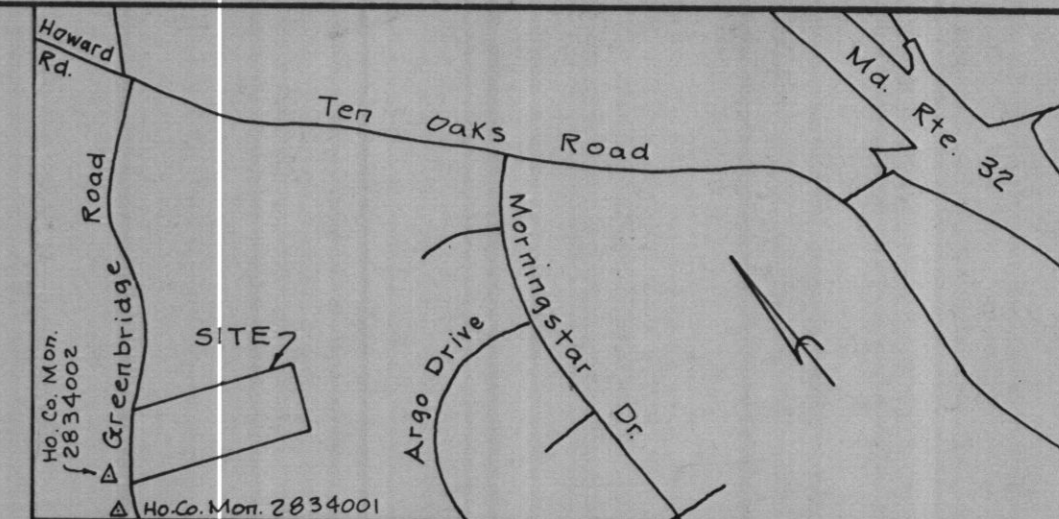 Howard
Rd.
Ten Oaks Road
Md. Rte. 32
Greenbridge Road
Morningstar Dr.
Argo Drive
SITE
Ho. Co. Mon.
2834002
Ho.Co. Mon. 2834001